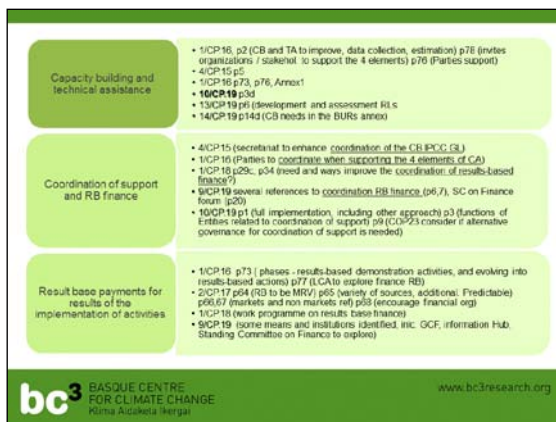 Capacity building and
technical assistance
• 1/CP.16, p2 (CB and TA to improve, data collection, estimation) p78 (invites
organizations / stakehol. to support the 4 elements) p76 (Parties support)
• 4/CP.15 p5
• 1/CP.16 p73, p76, Annex1
• 10/CP.19 p3d
• 13/CP.19 p6 (development and assessment RLs
• 14/CP.19 p14d (CB needs in the BURs annex)
Coordination of support
and RB finance
• 4/CP.15 (secretariat to enhance coordination of the CB IPCC GL)
• 1/CP.16 (Parties to coordinate when supporting the 4 elements of CA)
• 1/CP.18 p29c, p34 (need and ways improve the coordination of results-based
finance?)
• 9/CP.19 several references to coordination RB finance (p6,7), SC on Finance
forum (p20)
• 10/CP.19 p1 (full implementation, including other approach) p3 (functions of
Entities related to coordination of support) p9 (COP23 consider if alternative
governance for coordination of support is needed)
Result base payments for
results of the
implementation of activities
• 1/CP.16 p73 ( phases - results-based demonstration activities, and evolving into
results-based actions) p77 (LCA to explore finance RB)
• 2/CP.17 p64 (RB to be MRV) p65 (variety of sources, additional. Predictable)
p66,67 (markets and non markets ref) p68 (encourage financial org)
• 1/CP.18 (work programme on results base finance)
• 9/CP.19 (some means and institutions identified, inic. GCF, information Hub,
Standing Committee on Finance to explore)
bc3 BASQUE CENTRE
FOR CLIMATE CHANGE
Klima Aldaketa Ikergai
www.bc3research.org